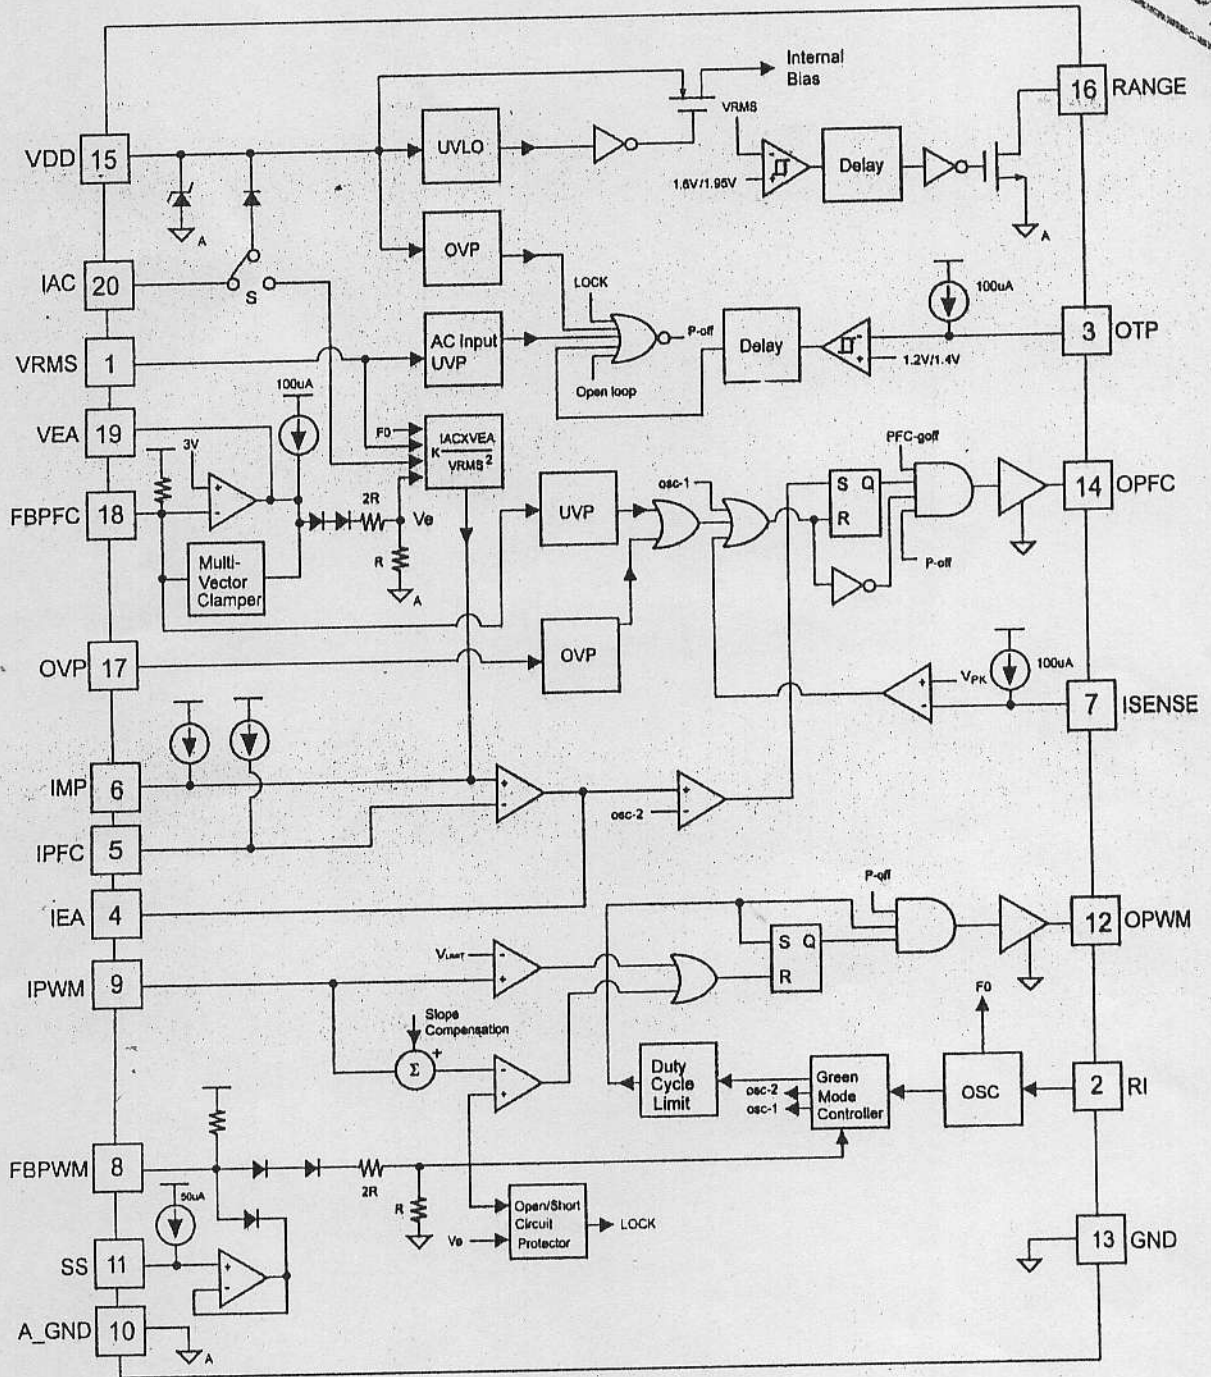 Internal
Bias
16 RANGE
VRMS
VDD 15
UVLO
Delay
1.6V/1.95V
A
A
OVP
IAC 20
S
LOCK
100uA
P-off
Delay
3 OTP
VRMS 1
AC Input
UVP
1.2V/1.4V
Open loop
100uA
VEA 19
F0
K IACXVEA
VRMS 2
PFC-goff
3V
osc-1
S Q
R
14 OPFC
FBPFC 18
2R
Ve
UVP
R
A
P-off
Multi-
Vector
Clamper
OVP 17
OVP
VPK
100uA
7 ISENSE
IMP 6
osc-2
IPFC 5
P-off
IEA 4
12 OPWM
S Q
R
VLIMIT
IPWM 9
F0
Slope
Compensation
+
Σ
Duty
Cycle
Limit
osc-2
osc-1
Green
Mode
Controller
OSC
2 RI
FBPWM 8
2R
50uA
R
Open/Short
Circuit
Protector
LOCK
Ve
13 GND
SS 11
A_GND 10
A